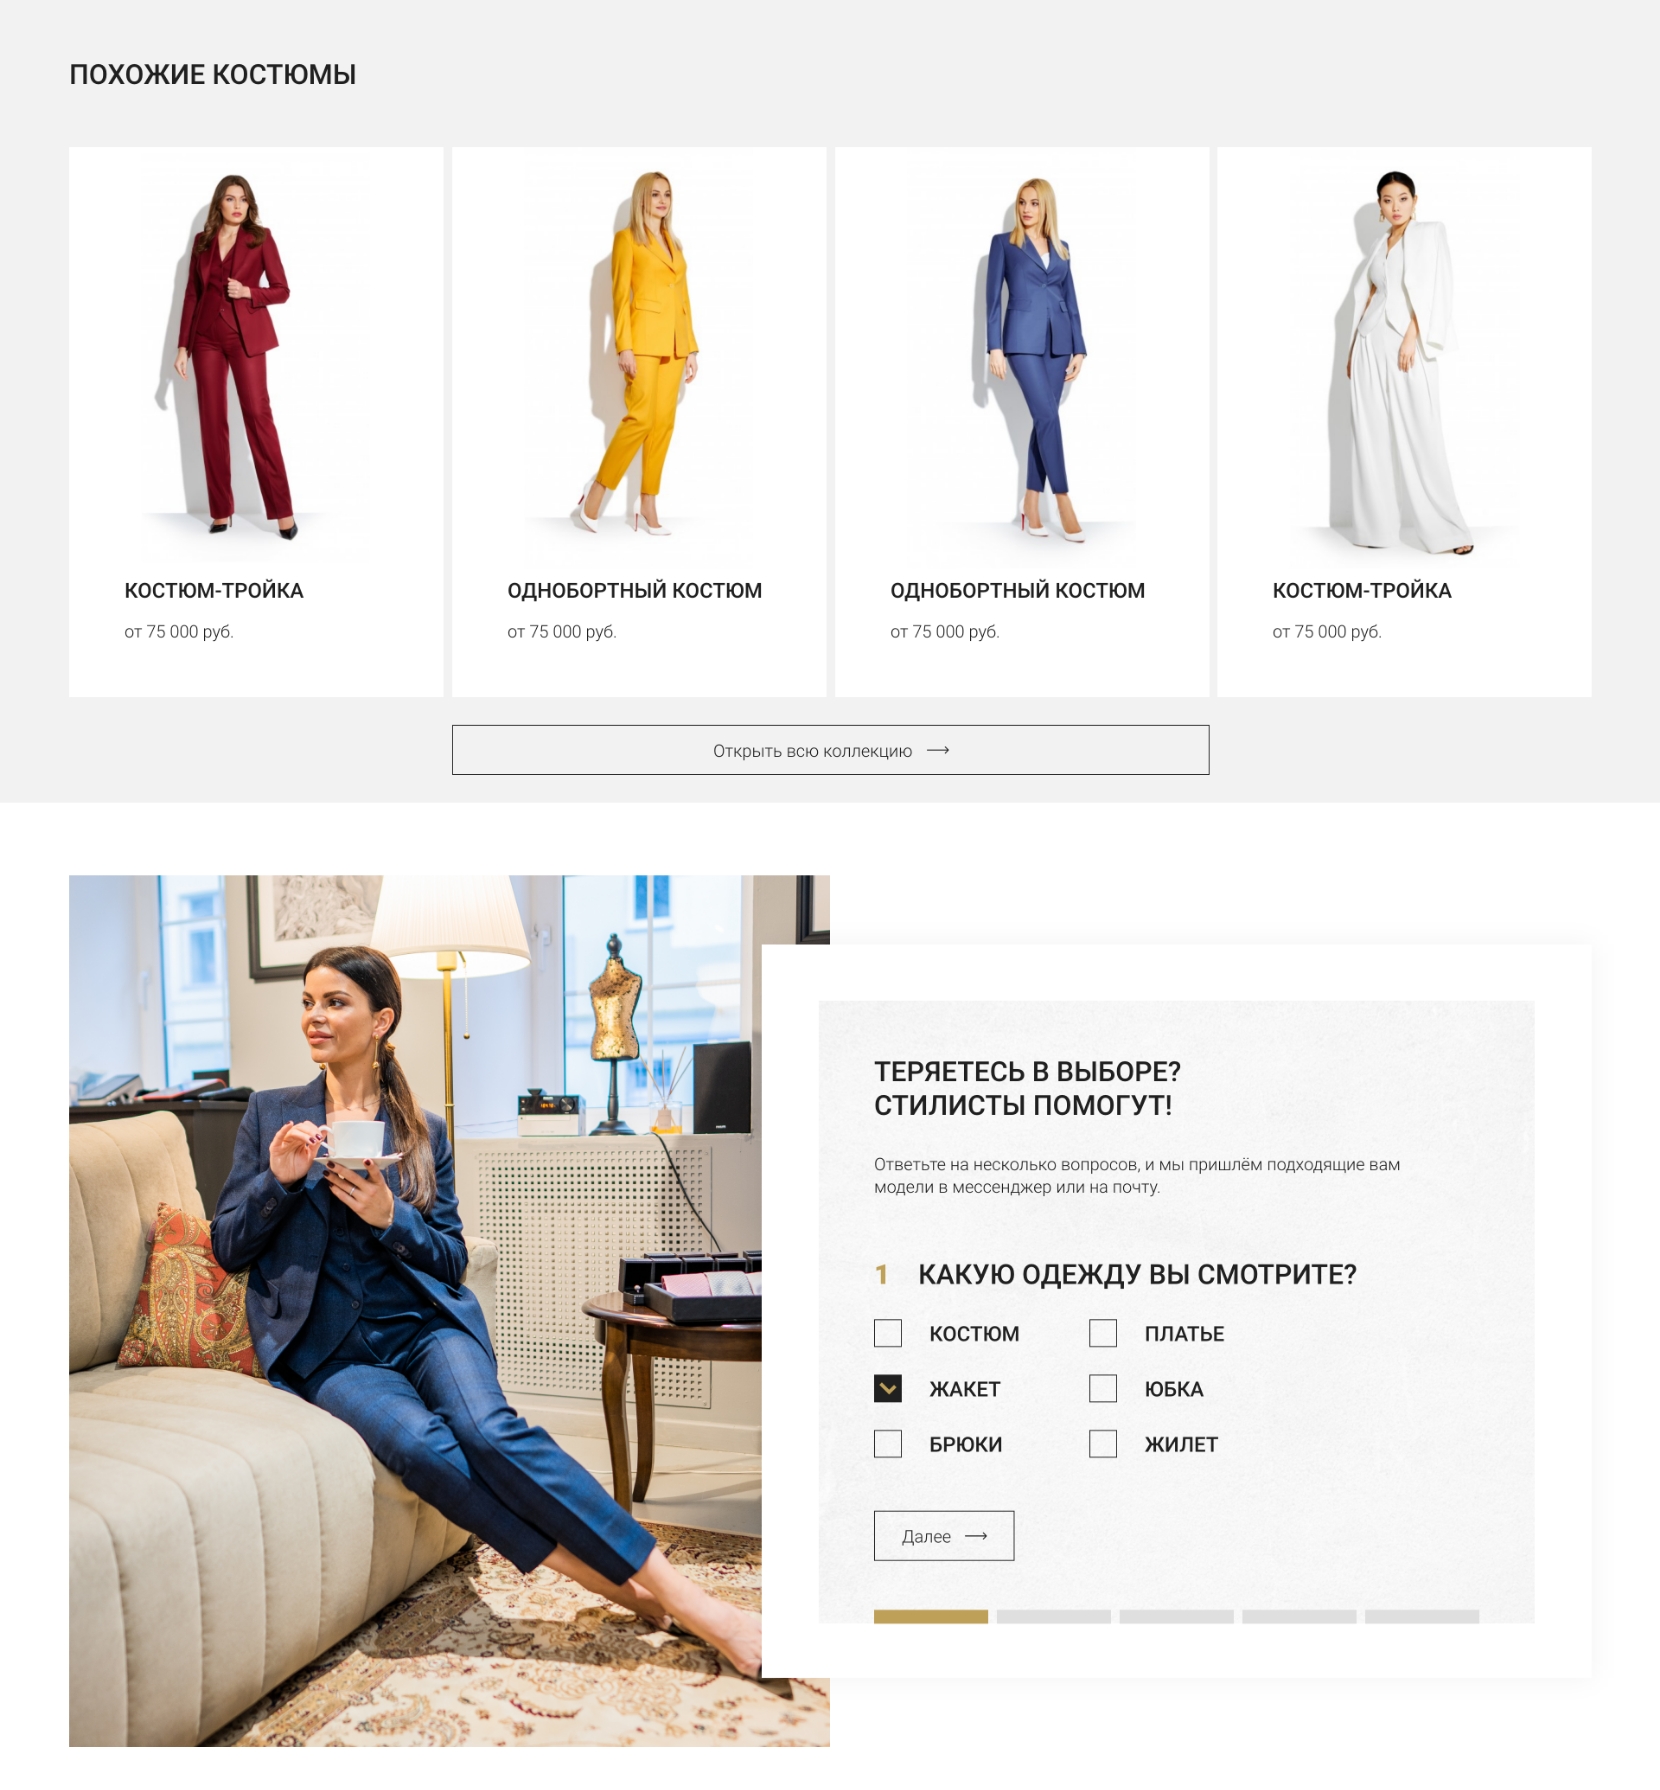 ПОХОЖИЕ КОСТЮМЫ
КОСТЮМ-ТРОЙКА
от 75 000 руб.
ОДНОБОРТНЫЙ КОСТЮМ
от 75 000 руб.
ОДНОБОРТНЫЙ КОСТЮМ
от 75 000 руб.
КОСТЮМ-ТРОЙКА
от 75 000 руб.
Открыть всю коллекцию
ТЕРЯЕТЕСЬ В ВЫБОРЕ?
СТИЛИСТЫ ПОМОГУТ!
Ответьте на несколько вопросов, и мы пришлём подходящие вам
модели в мессенджер или на почту.
1 КАКУЮ ОДЕЖДУ ВЫ СМОТРИТЕ?
КОСТЮМ
ПЛАТЬЕ
ЖАКЕТ
ЮБКА
БРЮКИ
ЖИЛЕТ
Далее